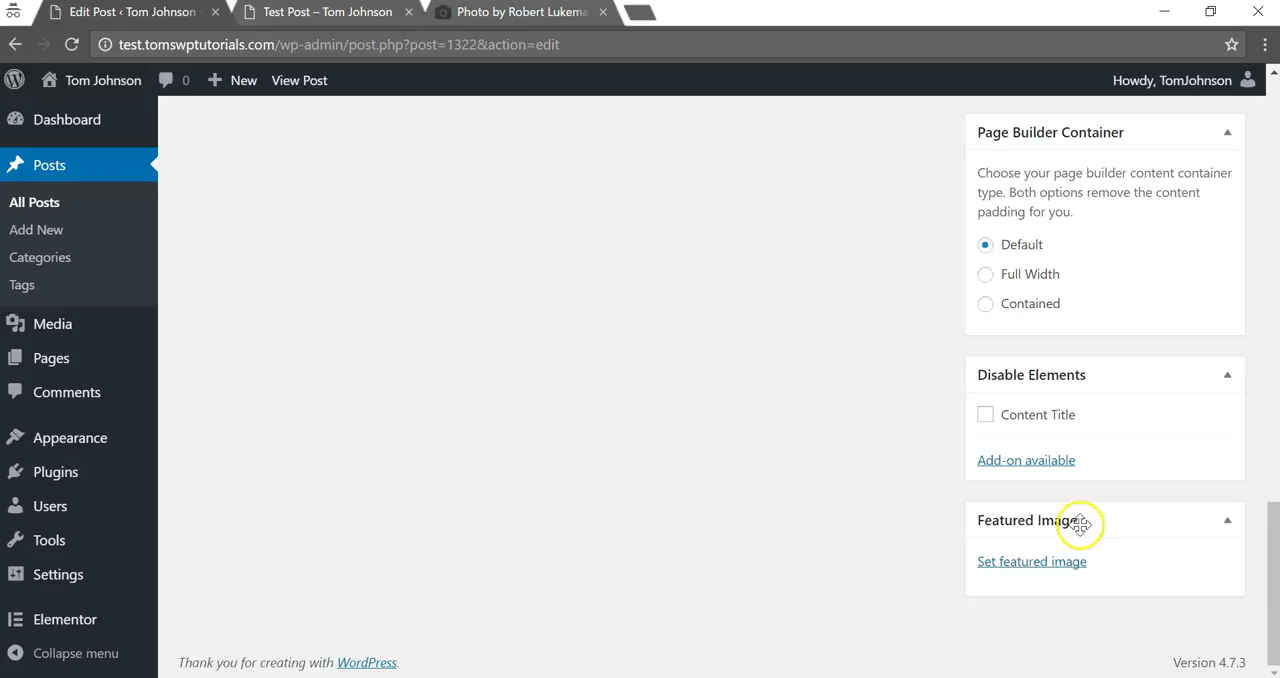 Edit Post ‹ Tom Johnson
Test Post – Tom Johnson
Photo by Robert Lukema
test.tomswptutorials.com/wp-admin/post.php?post=1322&action=edit
Tom Johnson
0
New
View Post
Howdy, TomJohnson
Dashboard
Posts
All Posts
Add New
Categories
Tags
Media
Pages
Comments
Appearance
Plugins
Users
Tools
Settings
Elementor
Collapse menu
Page Builder Container
Choose your page builder content container
type. Both options remove the content
padding for you.
Default
Full Width
Contained
Disable Elements
Content Title
Add-on available
Featured Image
Set featured image
Thank you for creating with WordPress.
Version 4.7.3